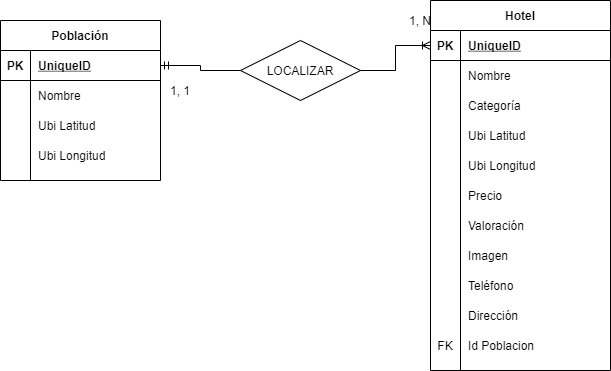 Población
PK UniqueID
Nombre
Ubi Latitud
Ubi Longitud
1, 1
LOCALIZAR
1, N
Hotel
PK UniqueID
Nombre
Categoría
Ubi Latitud
Ubi Longitud
Precio
Valoración
Imagen
Teléfono
Dirección
FK Id Poblacion